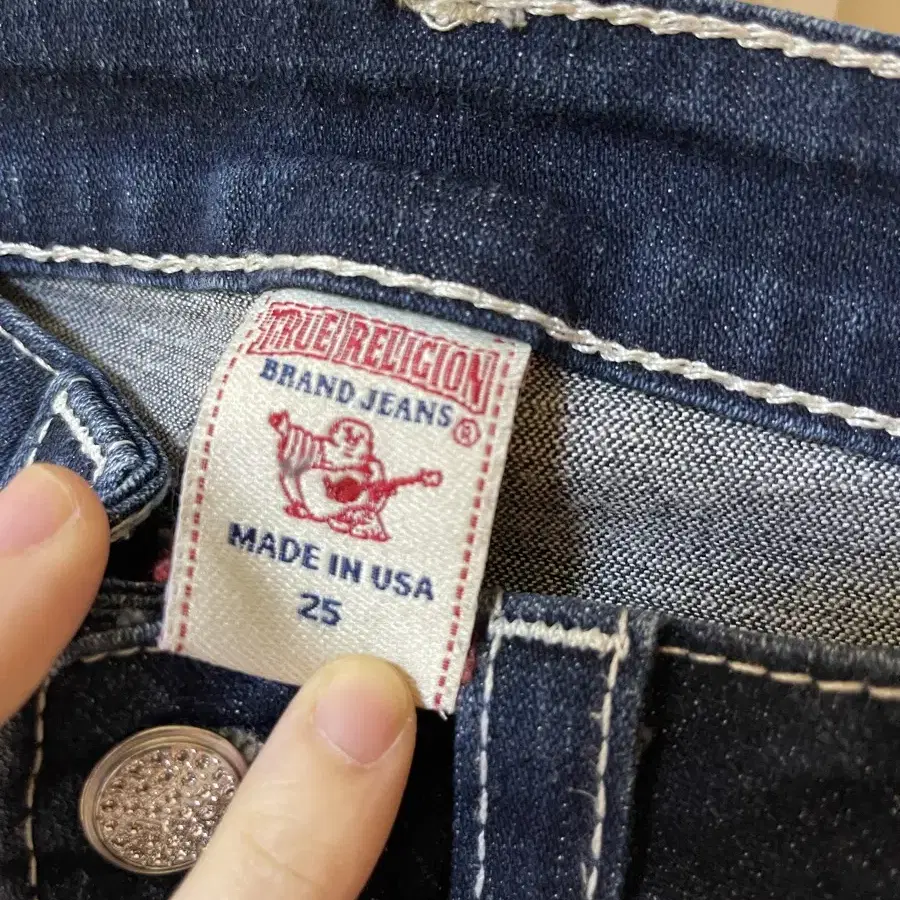 TRUE RELIGION
BRAND JEANS ®
MADE IN USA
25